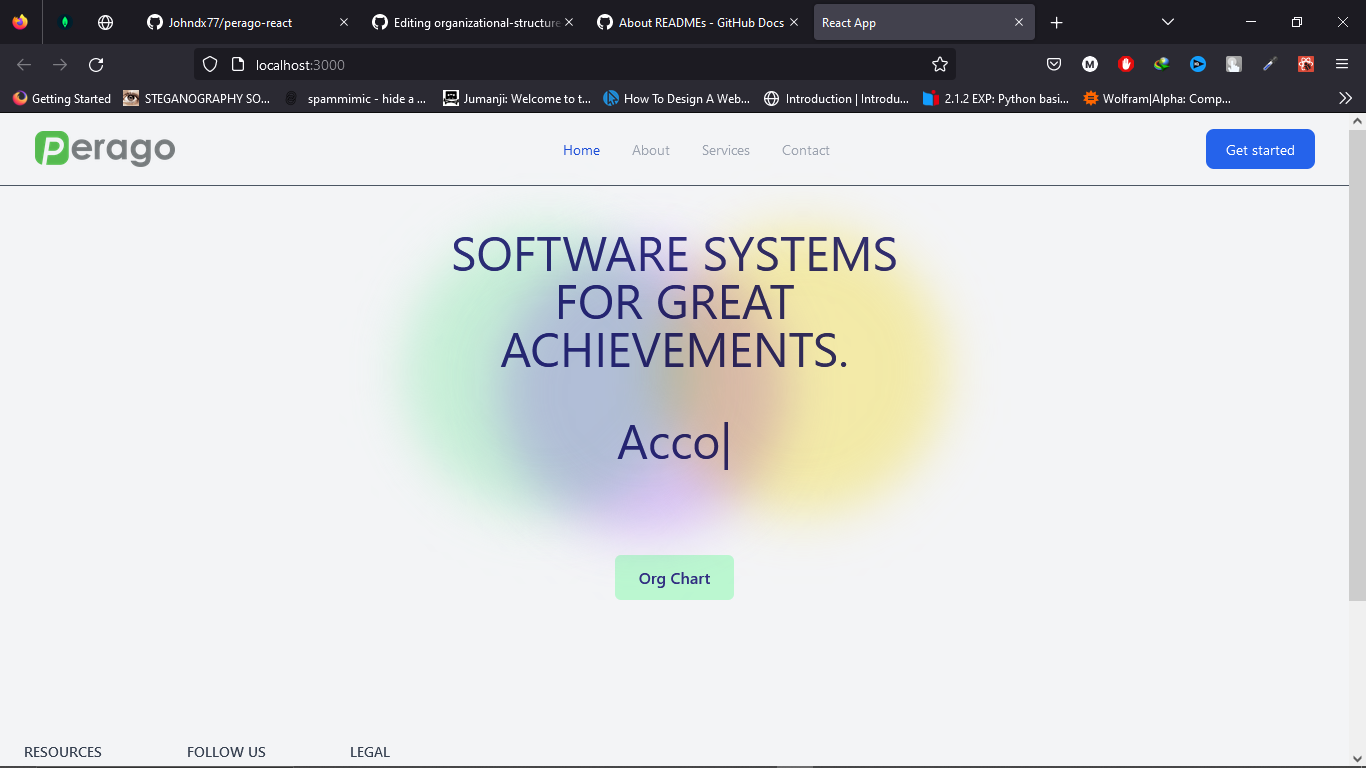 Johndx77/perago-react
Editing organizational-structure
About READMEs - GitHub Docs
React App
localhost:3000
M
Getting Started
STEGANOGRAPHY SO...
spammimic - hide a ...
Jumanji: Welcome to t...
How To Design A Web...
Introduction | Introdu...
2.1.2 EXP: Python basi...
Wolfram|Alpha: Comp...
perago
Home
About
Services
Contact
Get started
SOFTWARE SYSTEMS
FOR GREAT
ACHIEVEMENTS.
Acco|
Org Chart
RESOURCES
FOLLOW US
LEGAL